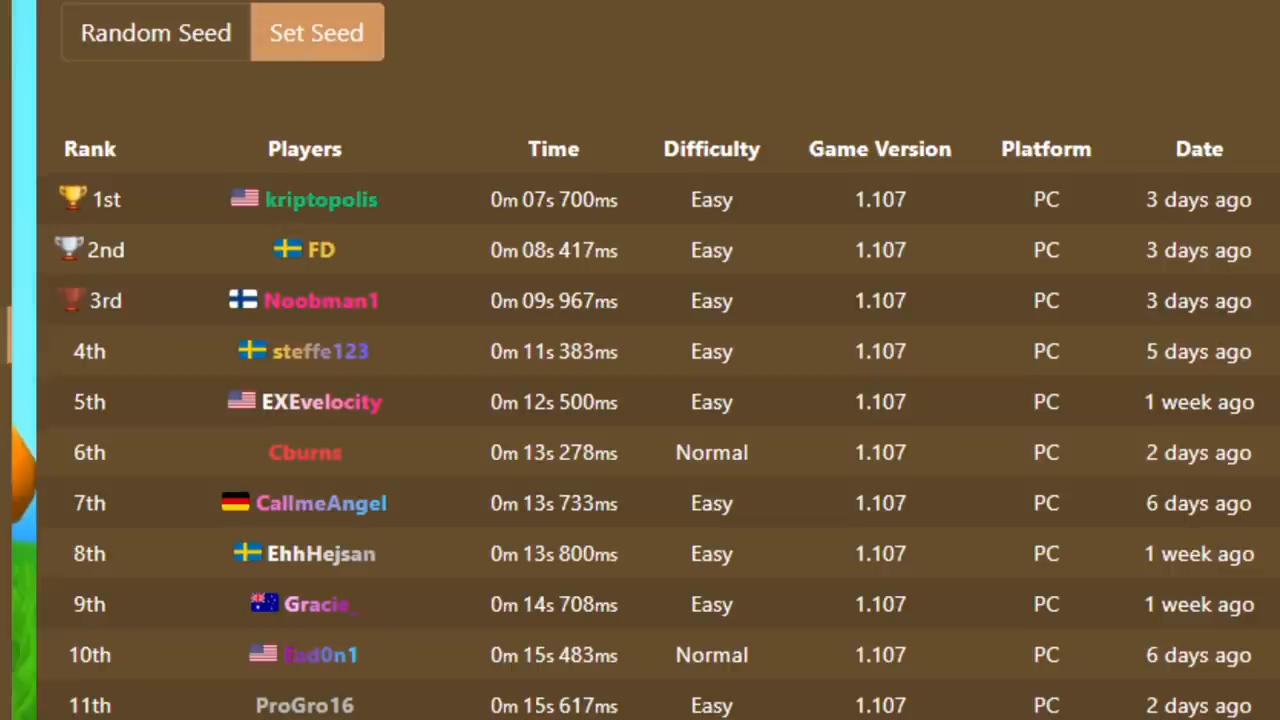 Random Seed Set Seed
Rank Players Time Difficulty Game Version Platform Date
1st kriptopolis 0m 07s 700ms Easy 1.107 PC 3 days ago
2nd FD 0m 08s 417ms Easy 1.107 PC 3 days ago
3rd Noobman1 0m 09s 967ms Easy 1.107 PC 3 days ago
4th steffe123 0m 11s 383ms Easy 1.107 PC 5 days ago
5th EXEvelocity 0m 12s 500ms Easy 1.107 PC 1 week ago
6th Cburns 0m 13s 278ms Normal 1.107 PC 2 days ago
7th CallmeAngel 0m 13s 733ms Easy 1.107 PC 6 days ago
8th EhhHejsan 0m 13s 800ms Easy 1.107 PC 1 week ago
9th Gracie_ 0m 14s 708ms Easy 1.107 PC 1 week ago
10th 0m 15s 483ms Normal 1.107 PC 6 days ago
11th ProGro16 0m 15s 617ms Easy 1.107 PC 2 days ago